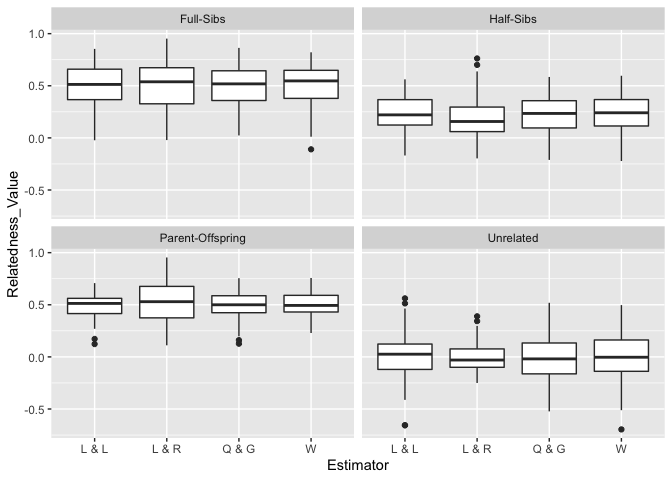 Full-Sibs
Half-Sibs
1.0
0.5
0.0
-0.5
Parent-Offspring
Unrelated
1.0
0.5
0.0
-0.5
L & L
L & R
Q & G
W
L & L
L & R
Q & G
W
Estimator
Relatedness_Value